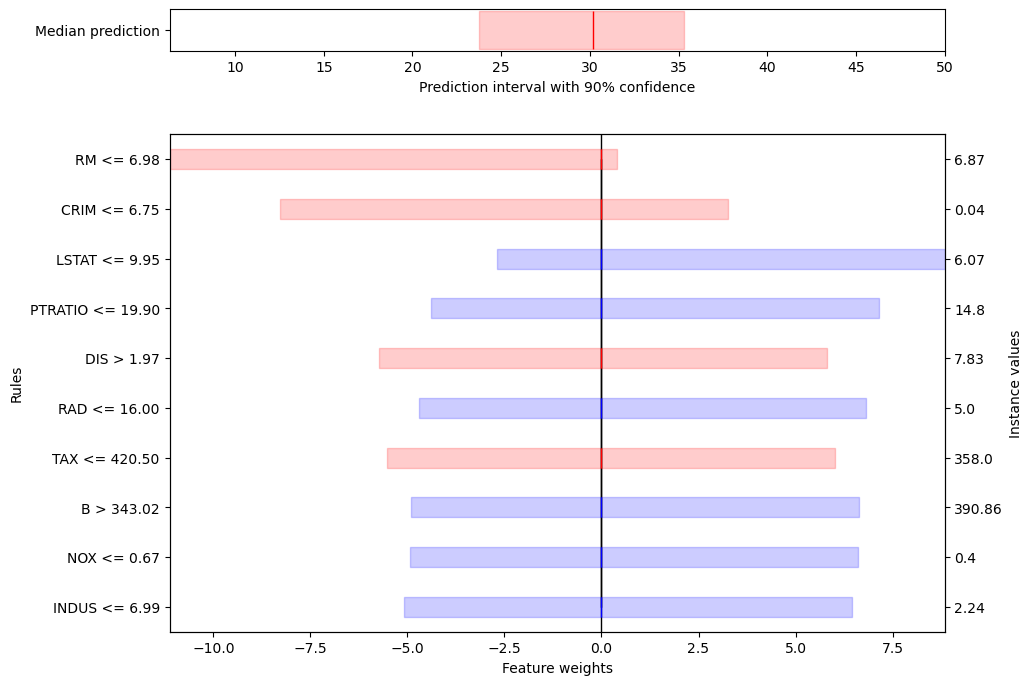 Median prediction
10 15 20 25 30 35 40 45 50
Prediction interval with 90% confidence
RM <= 6.98 6.87
CRIM <= 6.75 0.04
LSTAT <= 9.95 6.07
PTRATIO <= 19.90 14.8
DIS > 1.97 7.83
RAD <= 16.00 5.0
TAX <= 420.50 358.0
B > 343.02 390.86
NOX <= 0.67 0.4
INDUS <= 6.99 2.24
Rules
Instance values
−10.0 −7.5 −5.0 −2.5 0.0 2.5 5.0 7.5
Feature weights